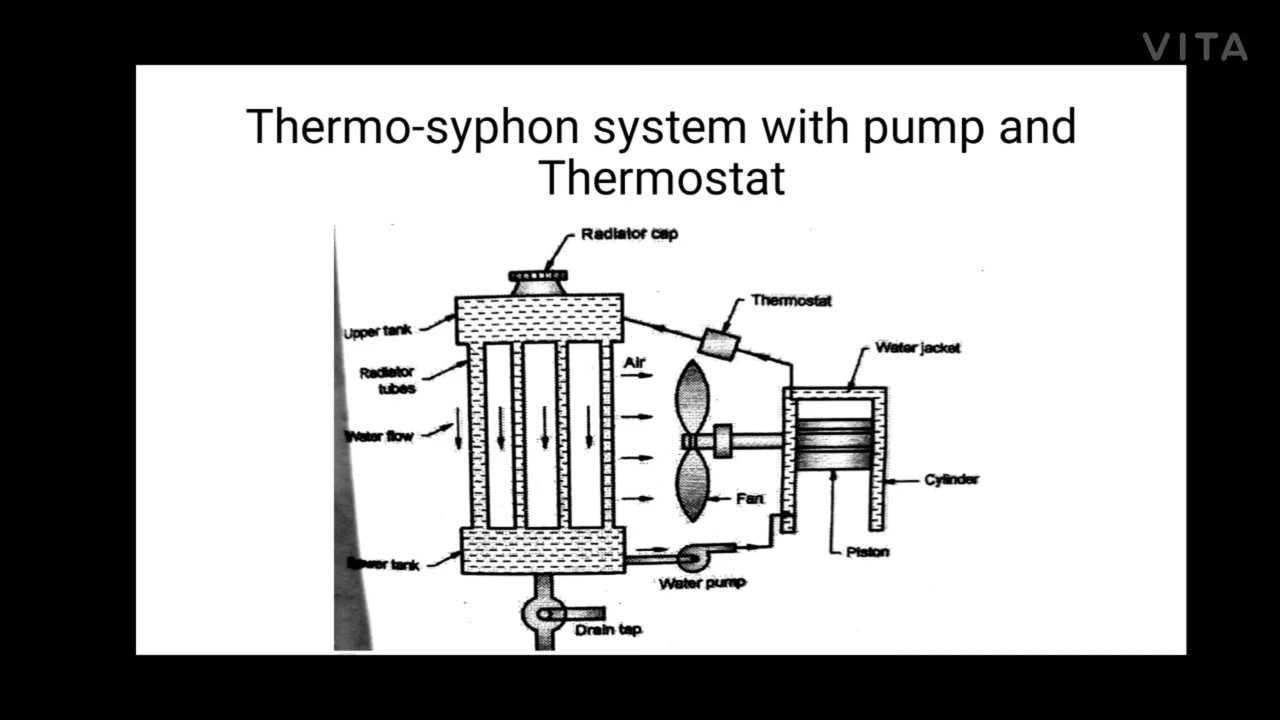 VITA
Thermo-syphon system with pump and
Thermostat
Radiator cap
Thermostat
Upper tank
Water jacket
Air
Radiator
tubes
Water flow
Cylinder
Fan
Piston
tank
Water pump
Drain tap